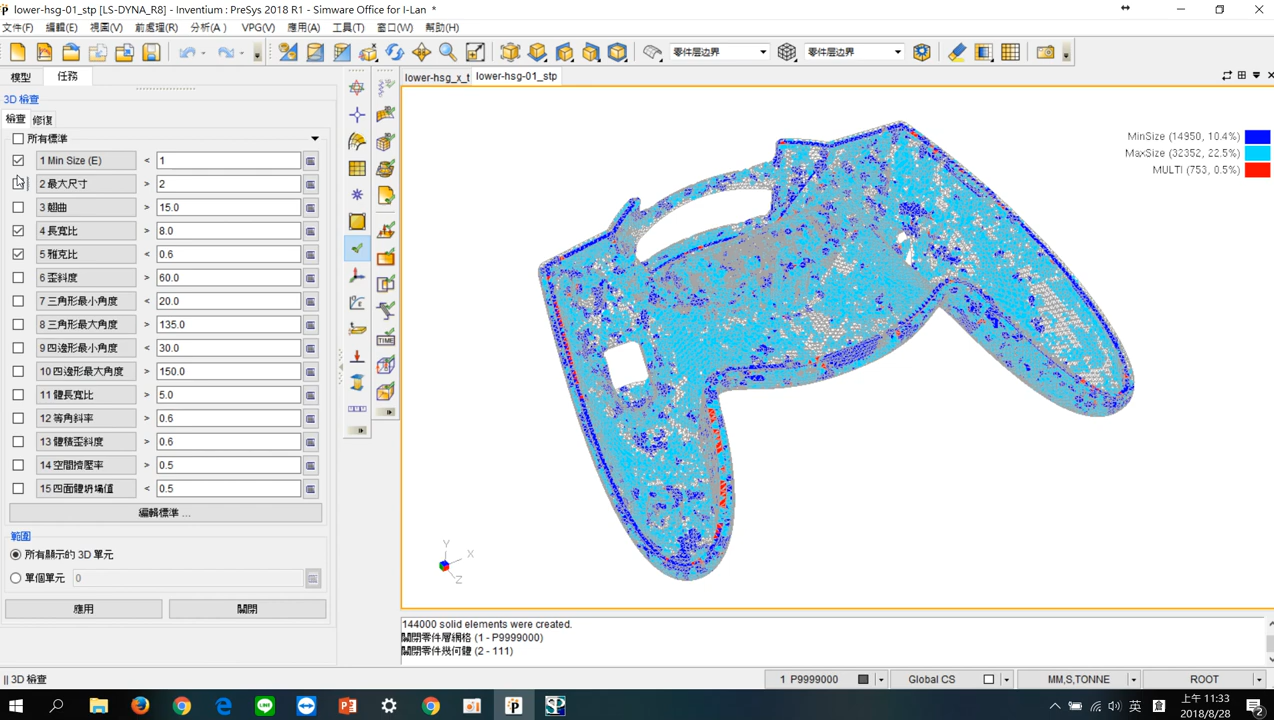 lower-hsg-01_stp [LS-DYNA_R8] - Inventium : PreSys 2018 R1 - Simware Office for I-Lan *
文件(F) 編輯(E) 視圖(V) 前處理(R) 分析(A ) VPG(V) 應用(A) 工具(T) 窗口(W) 幫助(H)
零件层边界 零件层边界
模型 任務 lower-hsg_x_t lower-hsg-01_stp
3D 檢查
檢查 修復
所有標準
1 Min Size (E) < 1
2 最大尺寸 > 2
3 翹曲 > 15.0
4 長寬比 > 8.0
5 雅克比 < 0.6
6 歪斜度 > 60.0
7 三角形最小角度 < 20.0
8 三角形最大角度 > 135.0
9 四邊形最小角度 < 30.0
10 四邊形最大角度 > 150.0
11 體長寬比 > 5.0
12 等角斜率 > 0.6
13 體積歪斜度 > 0.6
14 空間擠壓率 > 0.5
15 四面體坍塌值 < 0.5
編輯標準 ...
範圍
所有顯示的 3D 單元
單個單元 0
應用 關閉
MinSize (14950, 10.4%)
MaxSize (32352, 22.5%)
MULTI (753, 0.5%)
TIME
Y
X
Z
144000 solid elements were created.
關閉零件層網格 (1 - P9999000)
關閉零件幾何體 (2 - 111)
|| 3D 檢查 1 P9999000 Global CS MM,S,TONNE ROOT
英 上午 11:33
2018/8/28
2